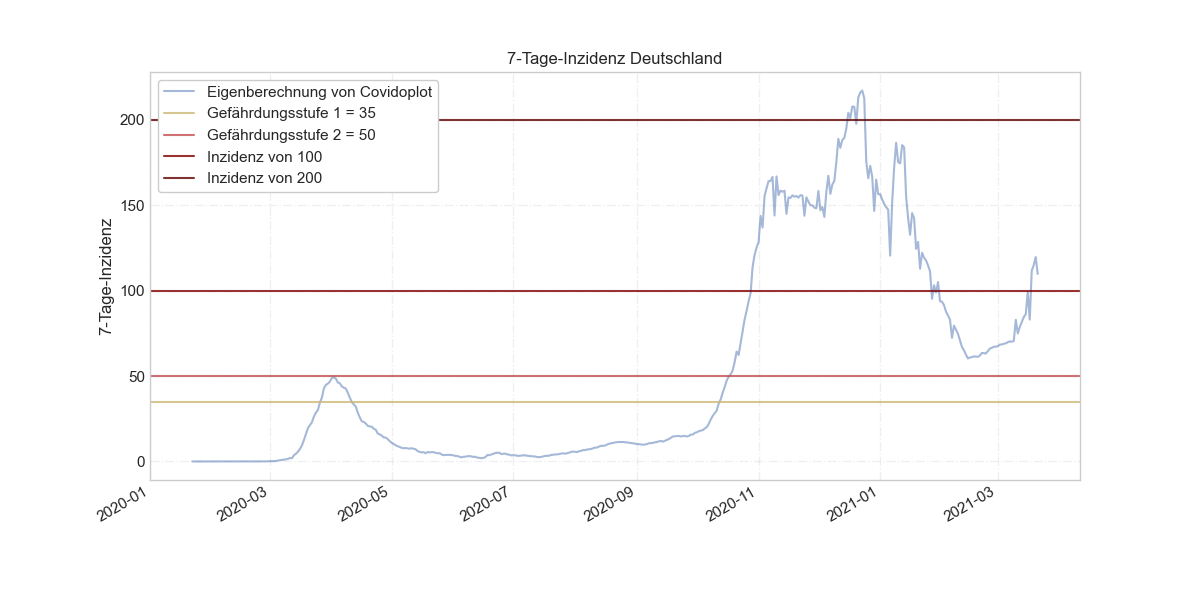 7-Tage-Inzidenz Deutschland
Eigenberechnung von Covidoplot
Gefährdungsstufe 1 = 35
Gefährdungsstufe 2 = 50
Inzidenz von 100
Inzidenz von 200
7-Tage-Inzidenz
200
150
100
50
0
2020-01
2020-03
2020-05
2020-07
2020-09
2020-11
2021-01
2021-03